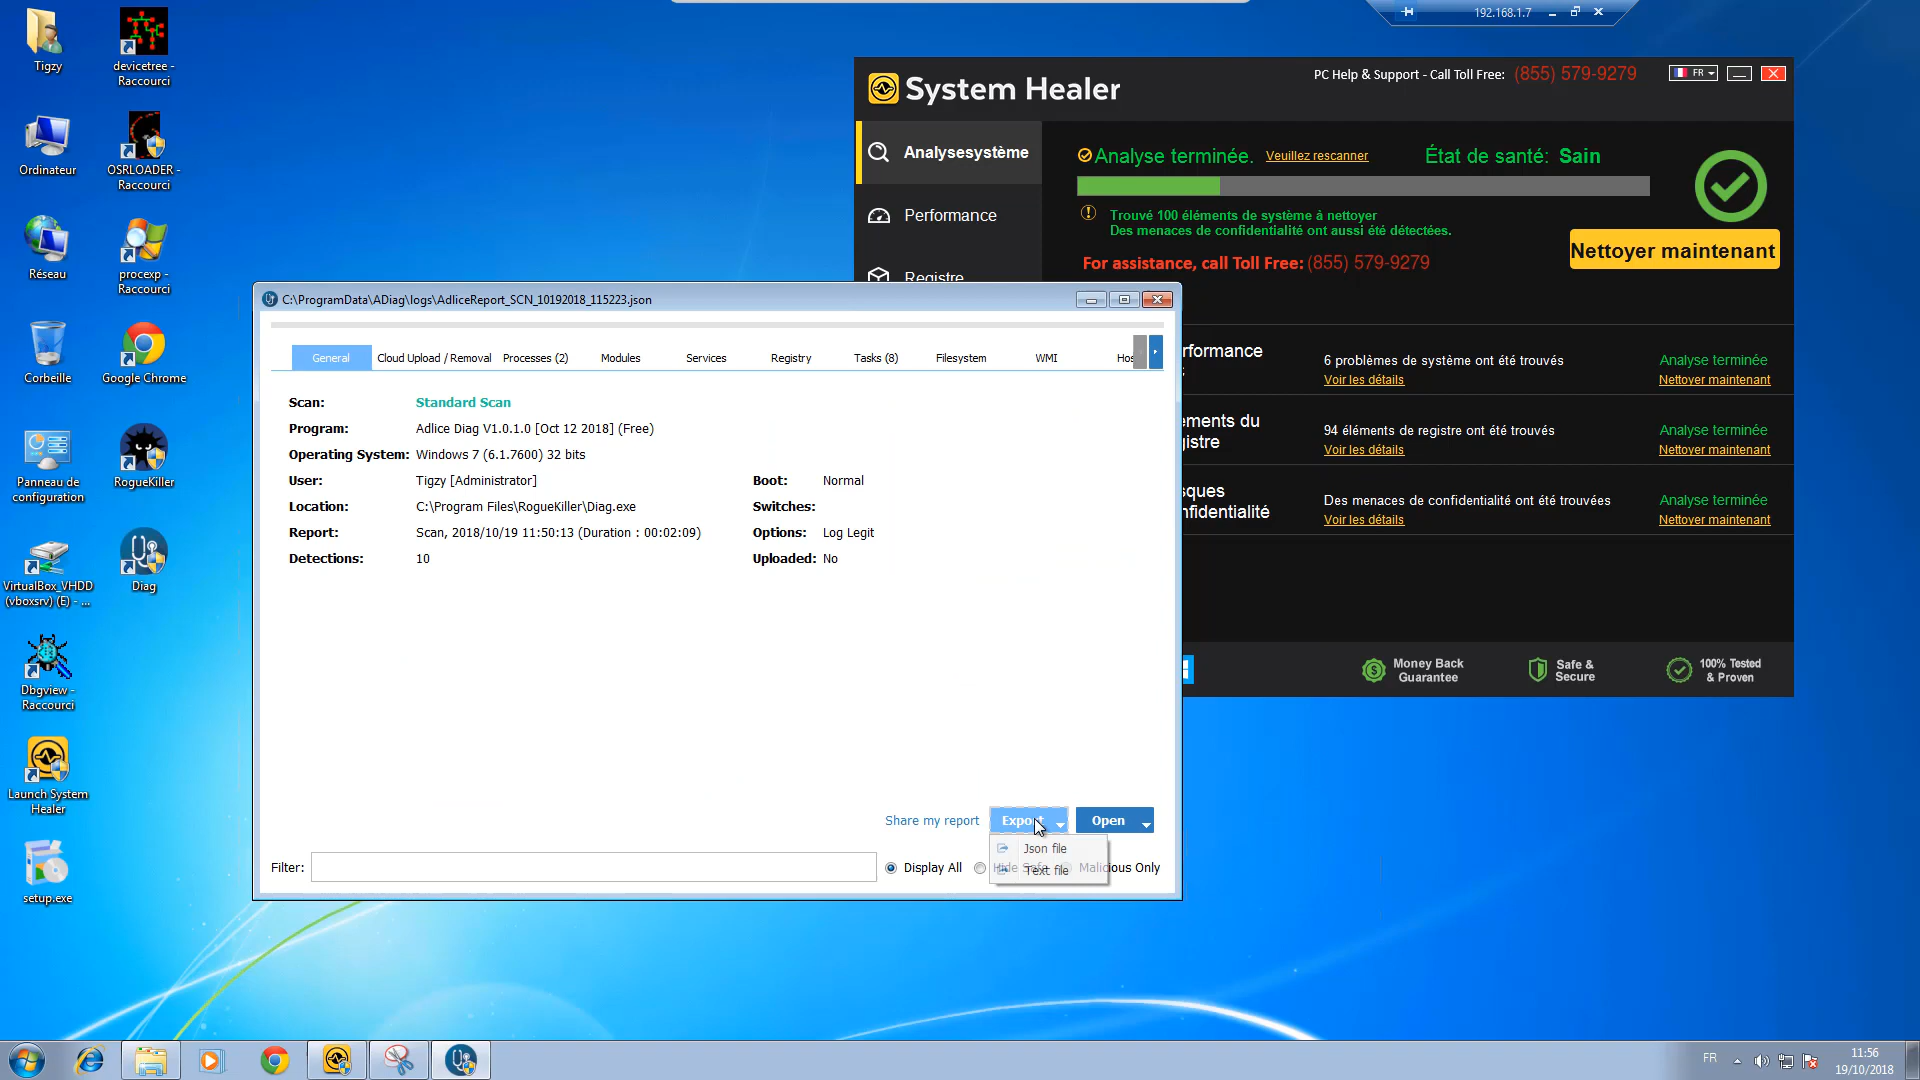 192.168.1.7
Tigzy
devicetree -
Raccourci
Ordinateur
OSRLOADER -
Raccourci
Réseau
procexp -
Raccourci
Corbeille
Google Chrome
Panneau de
configuration
RogueKiller
VirtualBox_VHDD
(vboxsrv) (E) - ...
Diag
Dbgview -
Raccourci
Launch System
Healer
setup.exe
System Healer
PC Help & Support - Call Toll Free: (855) 579-9279
FR
Analysesystème
Performance
Registre
Analyse terminée. Veuillez rescanner
État de santé: Sain
Trouvé 100 éléments de système à nettoyer
Des menaces de confidentialité ont aussi été détectées.
For assistance, call Toll Free: (855) 579-9279
Nettoyer maintenant
rformance
6 problèmes de système ont été trouvés
Voir les détails
Analyse terminée
Nettoyer maintenant
ements du
gistre
94 éléments de registre ont été trouvés
Voir les détails
Analyse terminée
Nettoyer maintenant
sques
nfidentialité
Des menaces de confidentialité ont été trouvées
Voir les détails
Analyse terminée
Nettoyer maintenant
Money Back
Guarantee
Safe &
Secure
100% Tested
& Proven
C:\ProgramData\ADiag\logs\AdliceReport_SCN_10192018_115223.json
General Cloud Upload / Removal Processes (2) Modules Services Registry Tasks (8) Filesystem WMI Hos
Scan: Standard Scan
Program: Adlice Diag V1.0.1.0 [Oct 12 2018] (Free)
Operating System: Windows 7 (6.1.7600) 32 bits
User: Tigzy [Administrator] Boot: Normal
Location: C:\Program Files\RogueKiller\Diag.exe Switches:
Report: Scan, 2018/10/19 11:50:13 (Duration : 00:02:09) Options: Log Legit
Detections: 10 Uploaded: No
Share my report Export Open
Json file
Text file
Filter: Display All Malicious Only
FR
11:56
19/10/2018